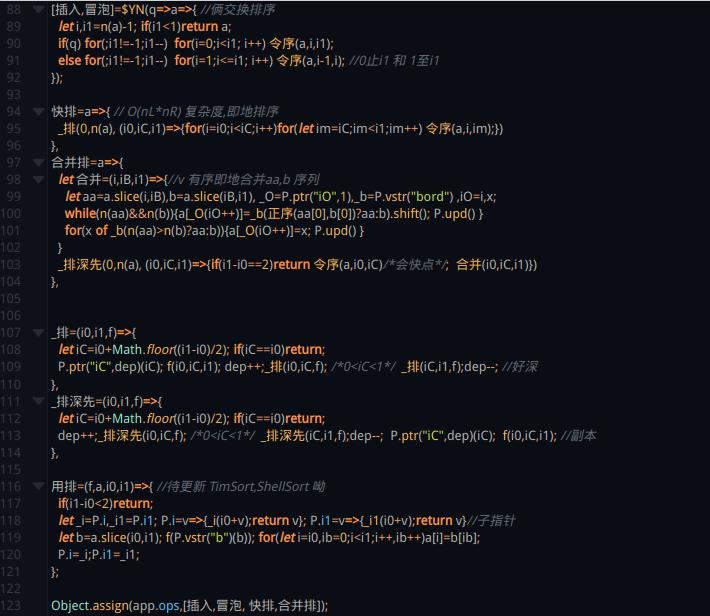 88 [插入,冒泡]=$YN(q=>a=>{ //俩交换排序
89 let i,i1=n(a)-1; if(i1<1)return a;
90 if(q) for(;i1!=-1;i1--) for(i=0;i<i1; i++) 令序(a,i,i1);
91 else for(;i1!=-1;i1--) for(i=1;i<=i1; i++) 令序(a,i-1,i); //0止i1 和 1至i1
92 });
93
94 快排=a=>{ // O(nL*nR) 复杂度,即地排序
95 _排(0,n(a), (i0,iC,i1)=>{for(i=i0;i<iC;i++)for(let im=iC;im<i1;im++) 令序(a,i,im);})
96 },
97 合并排=a=>{
98 let 合并=(i,iB,i1)=>{//v 有序即地合并aa,b 序列
99 let aa=a.slice(i,iB),b=a.slice(iB,i1), _O=P.ptr("iO",1),_b=P.vstr("bord") ,iO=i,x;
100 while(n(aa)&&n(b)){a[_O(iO++)]=_b(正序(aa[0],b[0])?aa:b).shift(); P.upd() }
101 for(x of _b(n(aa)>n(b)?aa:b)){a[_O(iO++)]=x; P.upd() }
102 }
103 _排深先(0,n(a), (i0,iC,i1)=>{if(i1-i0==2)return 令序(a,i0,iC)/*会快点*/; 合并(i0,iC,i1)})
104 },
105
106
107 _排=(i0,i1,f)=>{
108 let iC=i0+Math.floor((i1-i0)/2); if(iC==i0)return;
109 P.ptr("iC",dep)(iC); f(i0,iC,i1); dep++;_排(i0,iC,f); /*0<iC<1*/ _排(iC,i1,f);dep--; //好深
110 },
111 _排深先=(i0,i1,f)=>{
112 let iC=i0+Math.floor((i1-i0)/2); if(iC==i0)return;
113 dep++;_排深先(i0,iC,f); /*0<iC<1*/ _排深先(iC,i1,f);dep--; P.ptr("iC",dep)(iC); f(i0,iC,i1); //副本
114 },
115
116 用排=(f,a,i0,i1)=>{ //待更新 TimSort,ShellSort 呦
117 if(i1-i0<2)return;
118 let _i=P.i,_i1=P.i1; P.i=v=>{_i(i0+v);return v}; P.i1=v=>{_i1(i0+v);return v}//子指针
119 let b=a.slice(i0,i1); f(P.vstr("b")(b)); for(let i=i0,ib=0;i<i1;i++,ib++)a[i]=b[ib];
120 P.i=_i;P.i1=_i1;
121 };
122
123 Object.assign(app.ops,[插入,冒泡, 快排,合并排]);